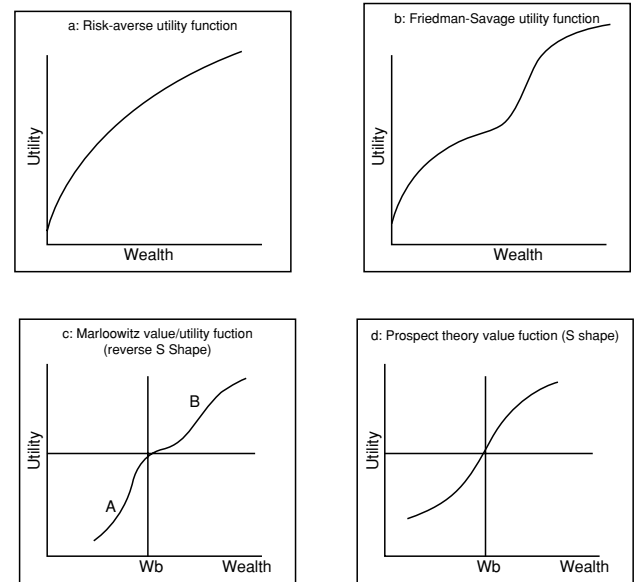 a: Risk-averse utility function
Utility
Wealth
b: Friedman-Savage utility function
Utility
Wealth
c: Marloowitz value/utility fuction
(reverse S Shape)
B
Utility
A
Wb
Wealth
d: Prospect theory value fuction (S shape)
Utility
Wb
Wealth